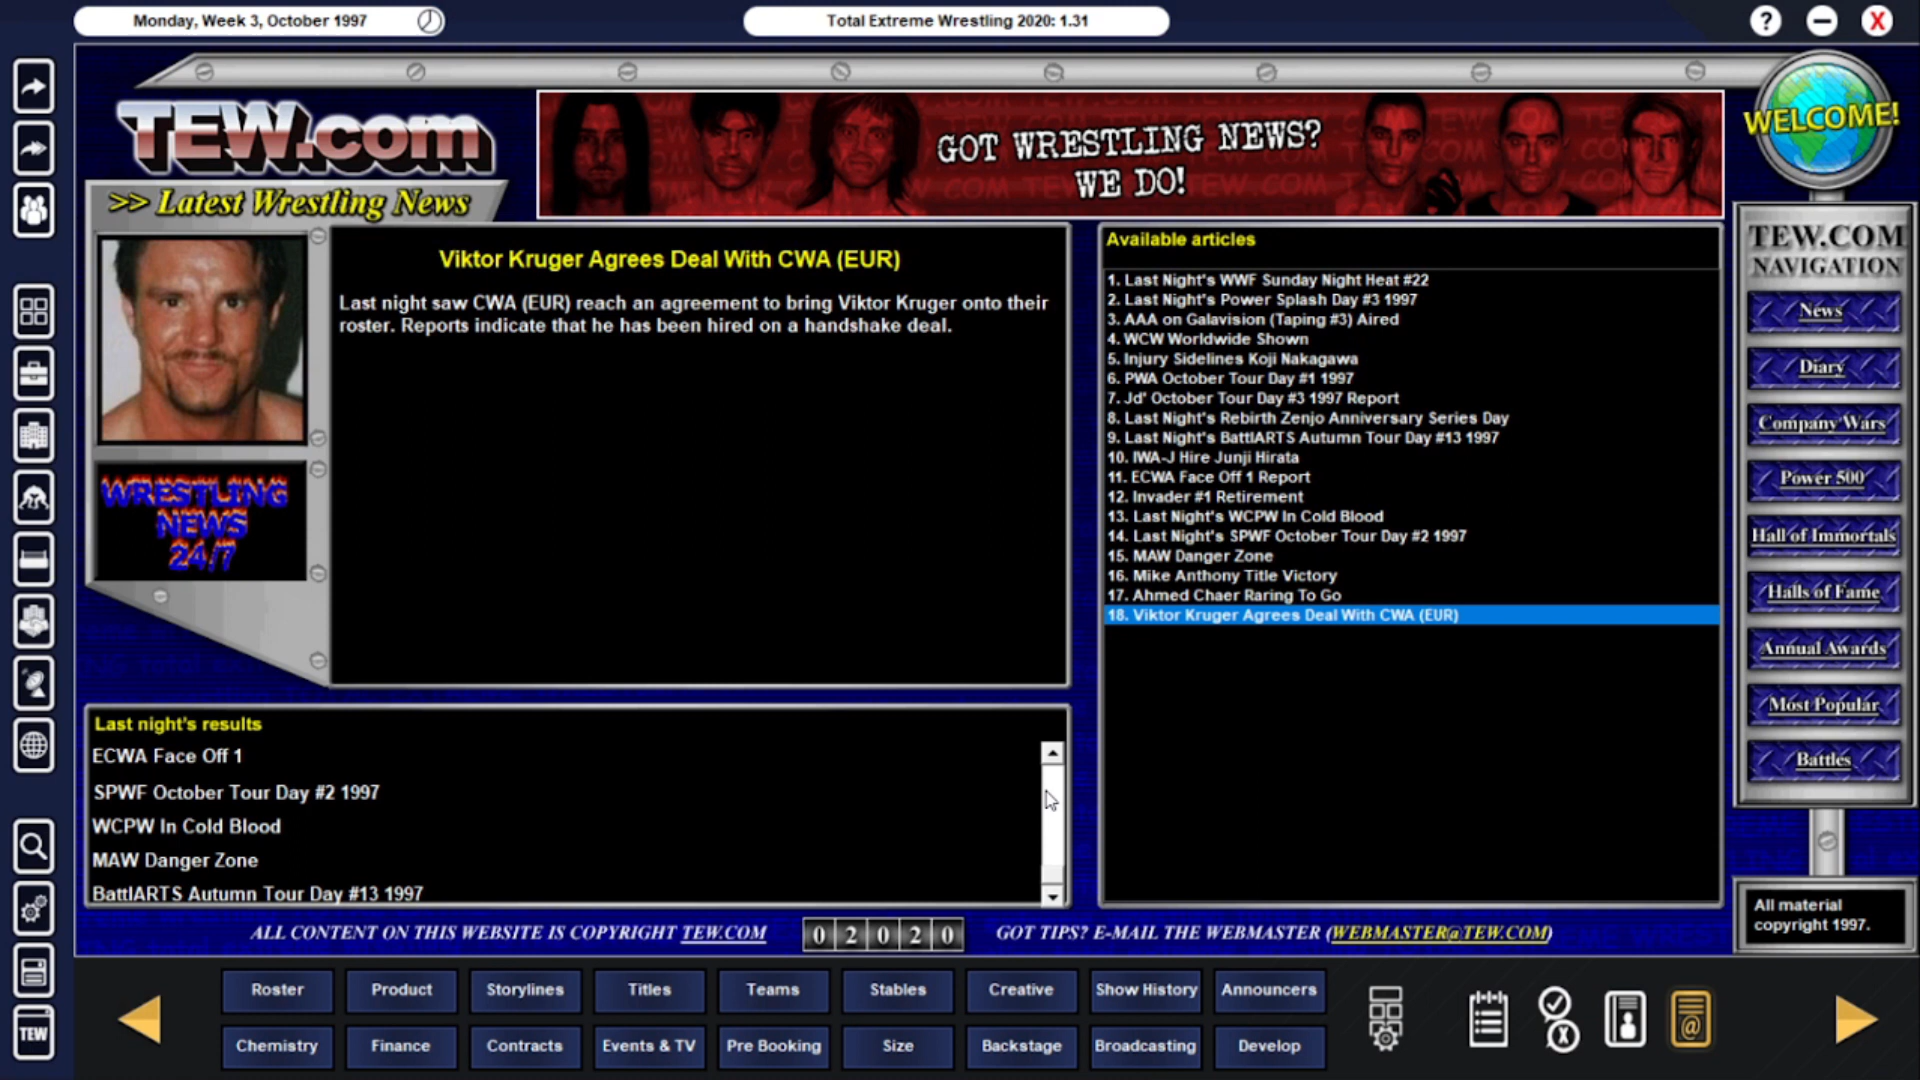 Monday, Week 3, October 1997
Total Extreme Wrestling 2020: 1.31
?
X
TEW.com
>> Latest Wrestling News
GOT WRESTLING NEWS?
WE DO!
WELCOME!
Viktor Kruger Agrees Deal With CWA (EUR)
Last night saw CWA (EUR) reach an agreement to bring Viktor Kruger onto their
roster. Reports indicate that he has been hired on a handshake deal.
WRESTLING
NEWS
24/7
Available articles
1. Last Night's WWF Sunday Night Heat #22
2. Last Night's Power Splash Day #3 1997
3. AAA on Galavision (Taping #3) Aired
4. WCW Worldwide Shown
5. Injury Sidelines Koji Nakagawa
6. PWA October Tour Day #1 1997
7. Jd' October Tour Day #3 1997 Report
8. Last Night's Rebirth Zenjo Anniversary Series Day
9. Last Night's BattlARTS Autumn Tour Day #13 1997
10. IWA-J Hire Junji Hirata
11. ECWA Face Off 1 Report
12. Invader #1 Retirement
13. Last Night's WCPW In Cold Blood
14. Last Night's SPWF October Tour Day #2 1997
15. MAW Danger Zone
16. Mike Anthony Title Victory
17. Ahmed Chaer Raring To Go
18. Viktor Kruger Agrees Deal With CWA (EUR)
TEW.COM
NAVIGATION
News
Diary
Company Wars
Power 500
Hall of Immortals
Halls of Fame
Annual Awards
Most Popular
Battles
All material
copyright 1997.
Last night's results
ECWA Face Off 1
SPWF October Tour Day #2 1997
WCPW In Cold Blood
MAW Danger Zone
BattlARTS Autumn Tour Day #13 1997
ALL CONTENT ON THIS WEBSITE IS COPYRIGHT TEW.COM
0 2 0 2 0
GOT TIPS? E-MAIL THE WEBMASTER (WEBMASTER@TEW.COM)
TEW
Roster
Product
Storylines
Titles
Teams
Stables
Creative
Show History
Announcers
Chemistry
Finance
Contracts
Events & TV
Pre Booking
Size
Backstage
Broadcasting
Develop